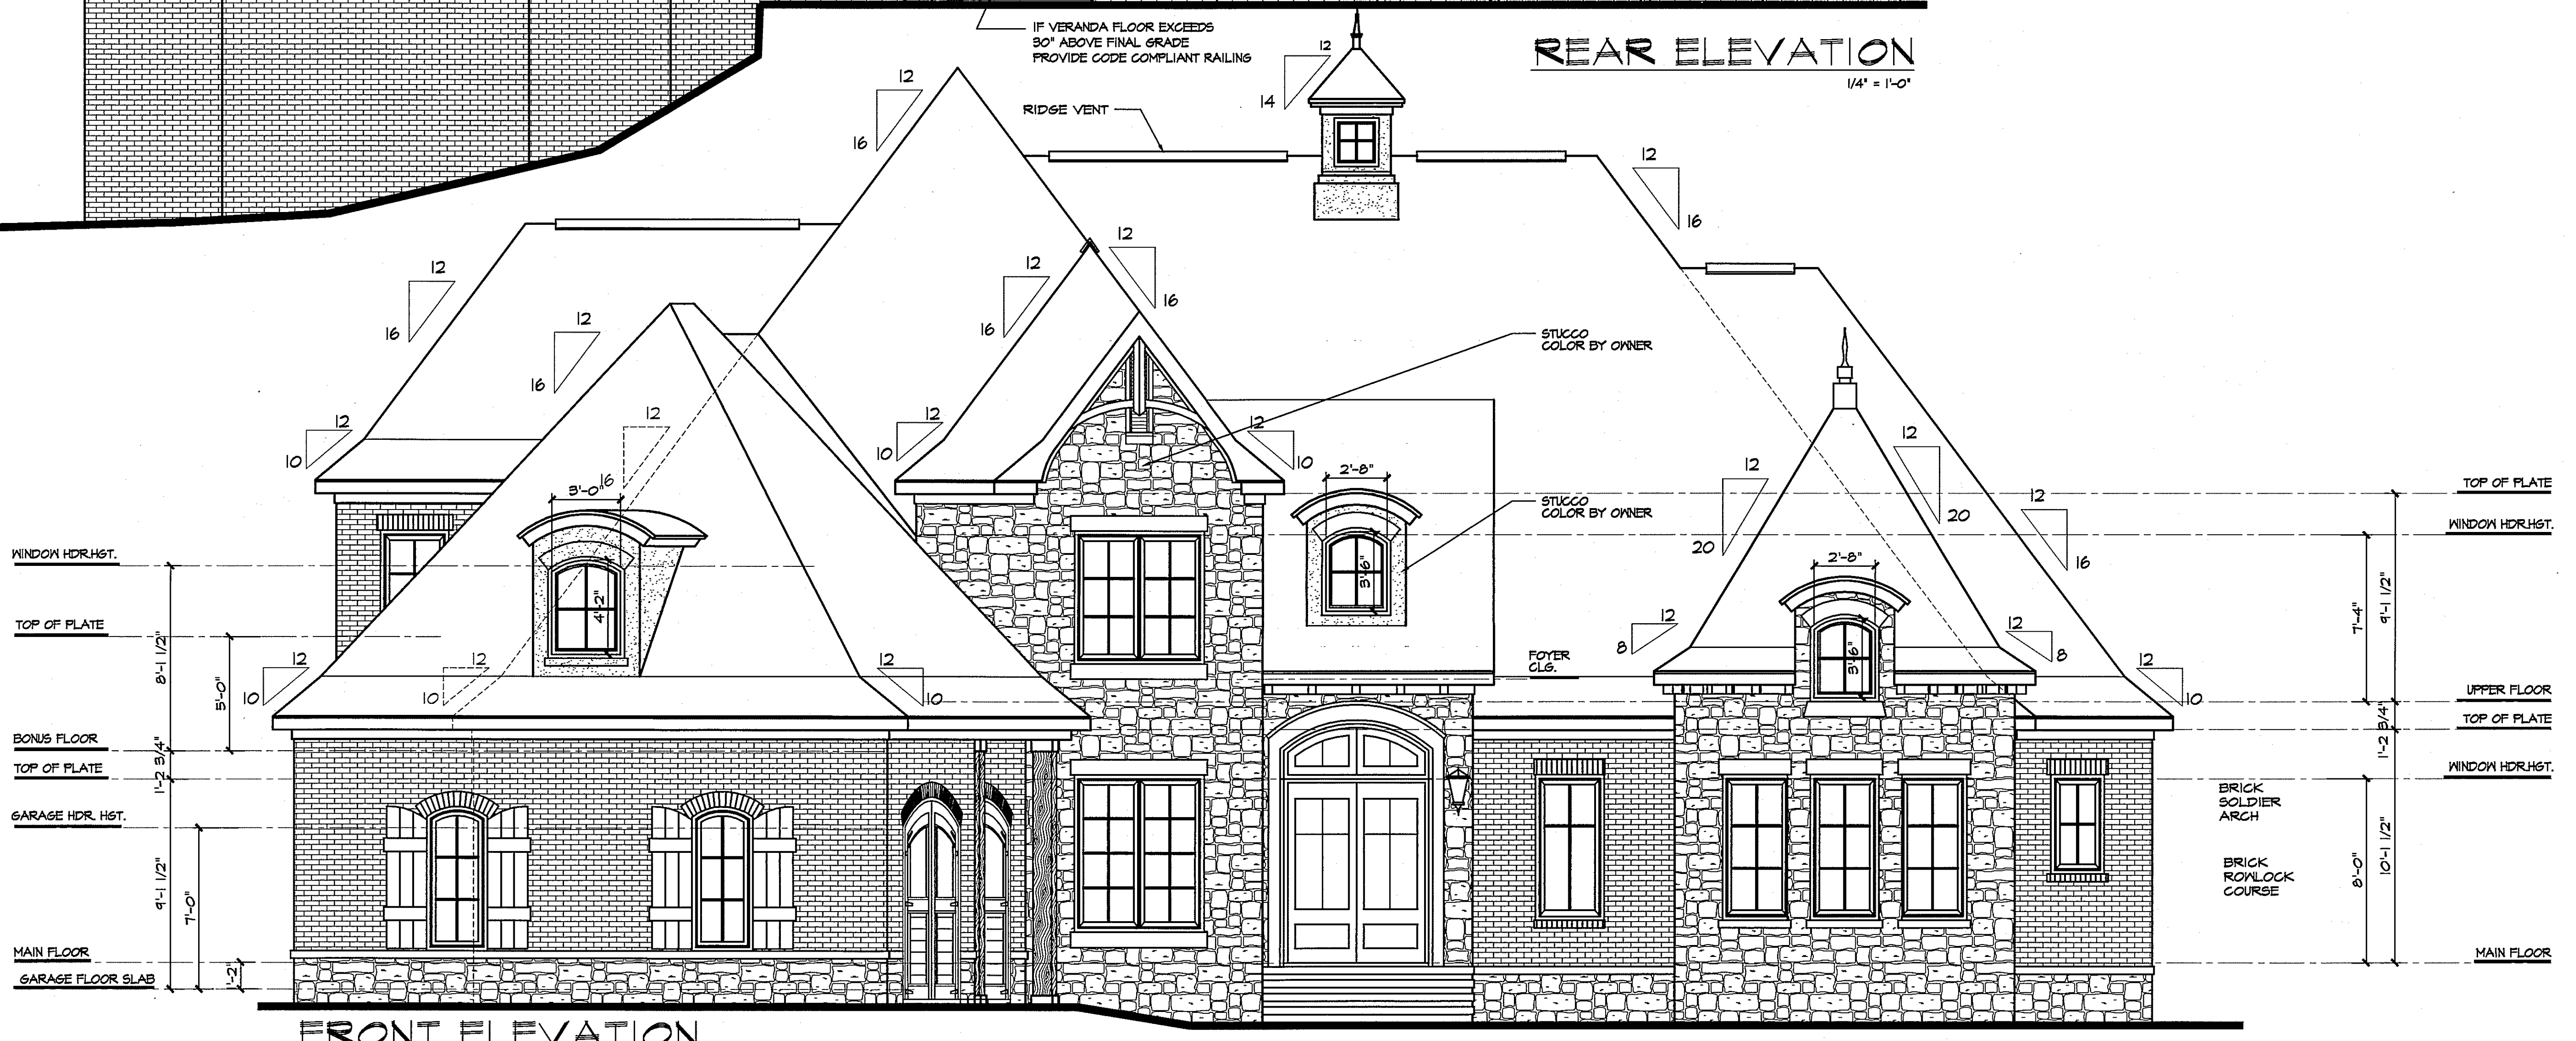 IF VERANDA FLOOR EXCEEDS
30" ABOVE FINAL GRADE
PROVIDE CODE COMPLIANT RAILING
REAR ELEVATION
1/4" = 1'-0"
12
14
12
16
RIDGE VENT
12
16
12
16
12
16
12
16
12
16
STUCCO
COLOR BY OWNER
12
10
12
16
12
10
12
10
12
20
12
20
12
16
3'-0"
2'-8"
STUCCO
COLOR BY OWNER
TOP OF PLATE
WINDOW HDR.HGT.
WINDOW HDR.HGT.
4'-2"
3'-6"
2'-8"
3'-6"
7'-4"
9'-1 1/2"
TOP OF PLATE
8'-1 1/2"
5'-0"
12
8
12
8
FOYER
CLG.
12
10
12
10
12
10
12
10
UPPER FLOOR
TOP OF PLATE
1'-2 3/4"
BONUS FLOOR
TOP OF PLATE
1'-2 3/4"
WINDOW HDR.HGT.
GARAGE HDR. HGT.
BRICK
SOLDIER
ARCH
BRICK
ROWLOCK
COURSE
9'-1 1/2"
7'-0"
8'-0"
10'-1 1/2"
MAIN FLOOR
MAIN FLOOR
GARAGE FLOOR SLAB
1'-2"
FRONT ELEVATION